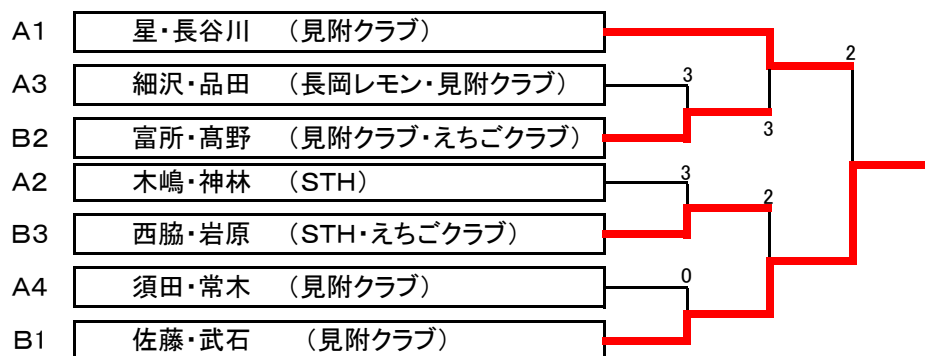 A1 星・長谷川 (見附クラブ)
2
A3 細沢・品田 (長岡レモン・見附クラブ)
3
B2 富所・髙野 (見附クラブ・えちごクラブ)
3
A2 木嶋・神林 (STH)
3
B3 西脇・岩原 (STH・えちごクラブ)
2
A4 須田・常木 (見附クラブ)
0
B1 佐藤・武石 (見附クラブ)